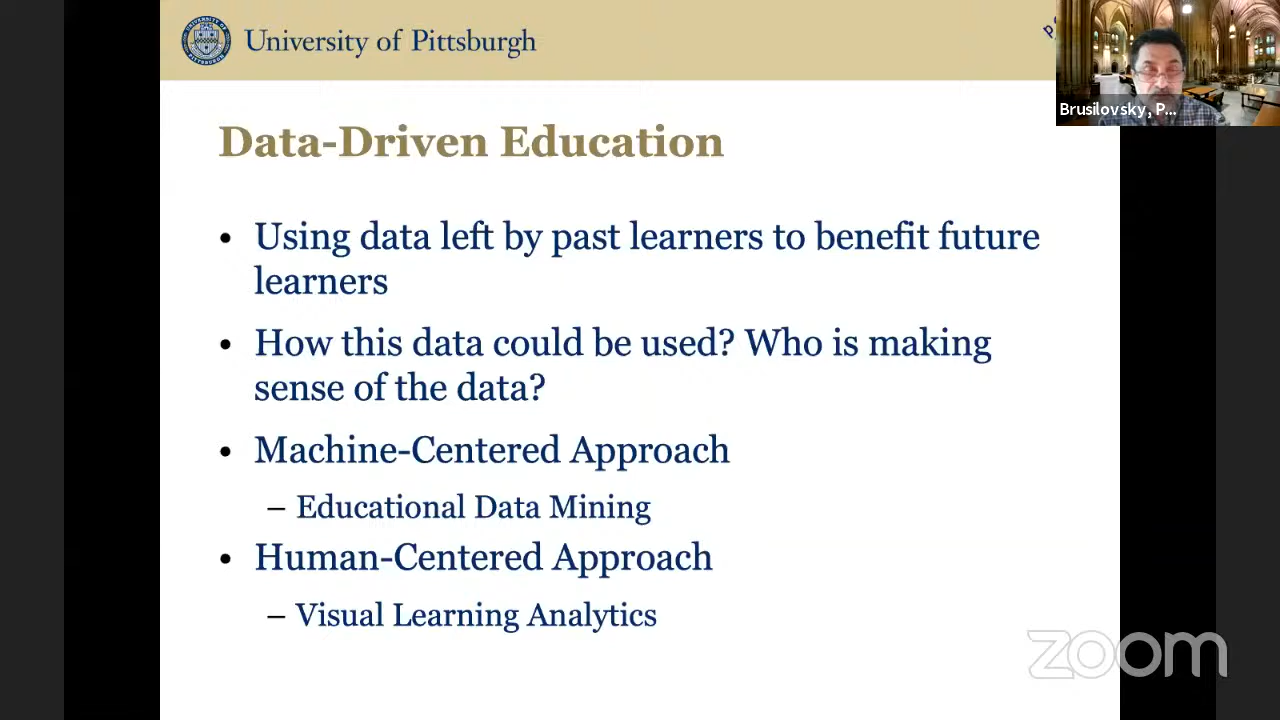 University of Pittsburgh
Brusilovsky, P...
Data-Driven Education
• Using data left by past learners to benefit future
learners
• How this data could be used? Who is making
sense of the data?
• Machine-Centered Approach
– Educational Data Mining
• Human-Centered Approach
– Visual Learning Analytics
zoom